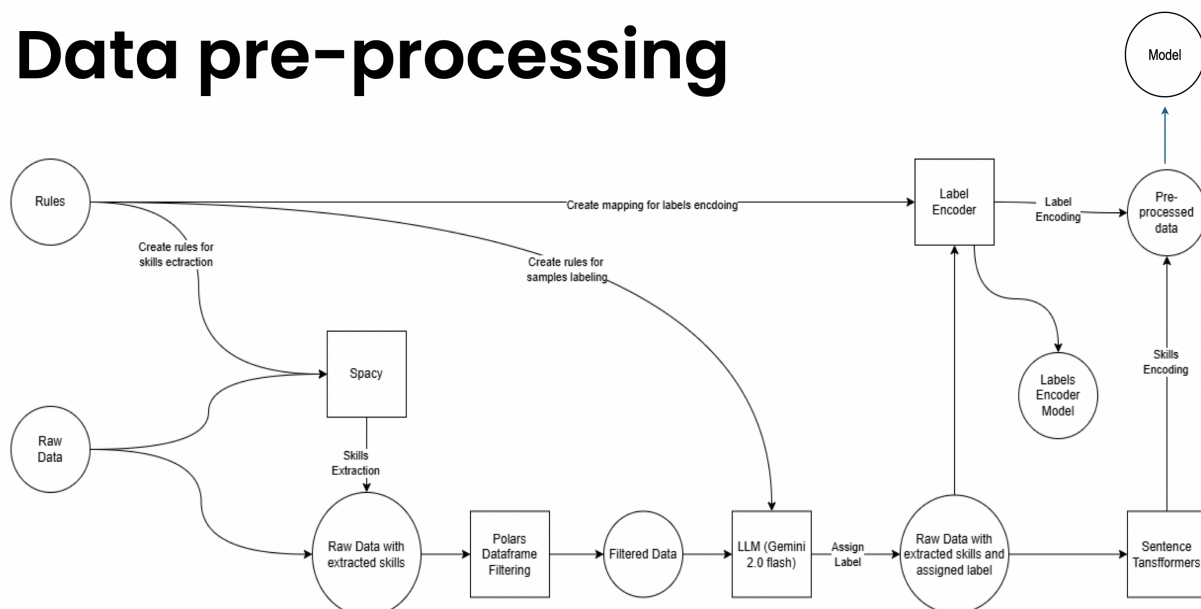 Data pre-processing
Model
Rules
Create mapping for labels encdoing
Label
Encoder
Label
Encoding
Pre-
processed
data
Create rules for
skills ectraction
Create rules for
samples labeling
Spacy
Skills
Encoding
Labels
Encoder
Model
Raw
Data
Skills
Extraction
Raw Data with
extracted skills
Polars
Dataframe
Filtering
Filtered Data
LLM (Gemini
2.0 flash)
Assign
Label
Raw Data with
extracted skills and
assigned label
Sentence
Tansfformers